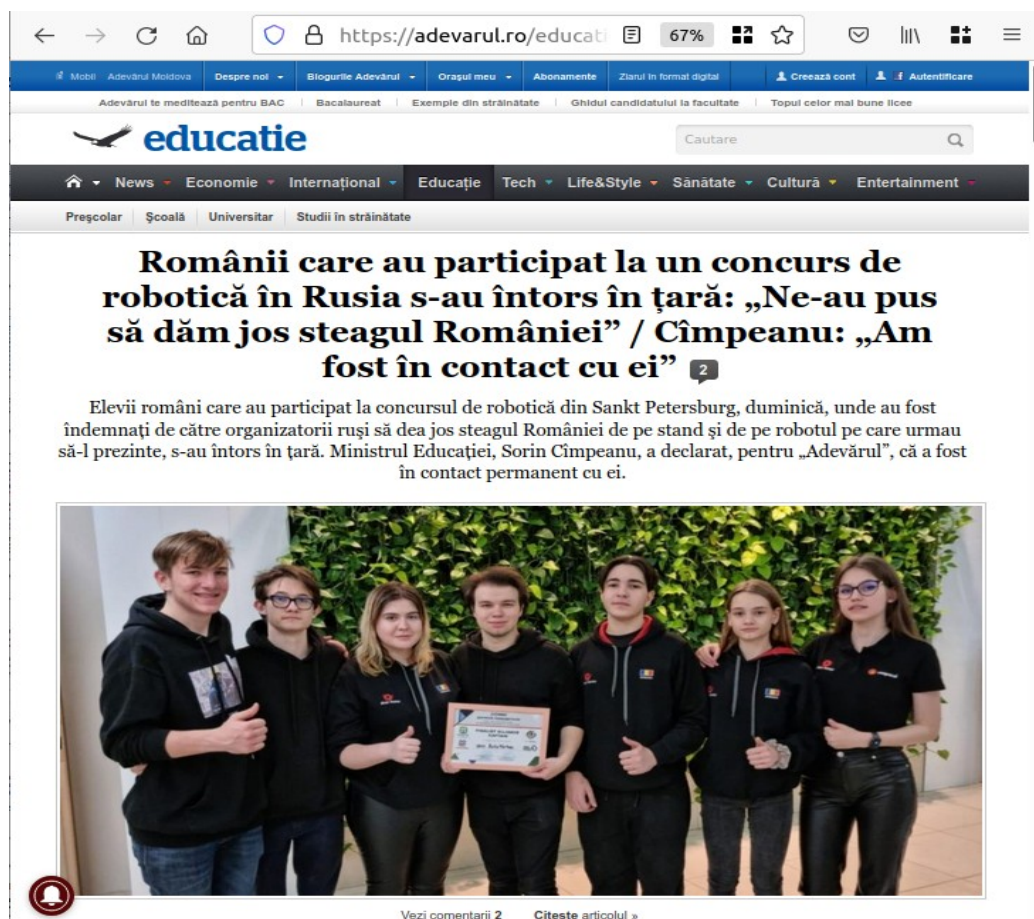 https://adevarul.ro/educati 67%
Mobil Adevărul Moldova Despre noi Blogurile Adevărul Oraşul meu Abonamente Ziarul în format digital Creează cont Autentificare
Adevărul te meditează pentru BAC Bacalaureat Exemple din străinătate Ghidul candidatului la facultate Topul celor mai bune licee
educatie
Cautare
News Economie Internaţional Educaţie Tech Life&Style Sănătate Cultură Entertainment
Preşcolar Şcoală Universitar Studii în străinătate
Românii care au participat la un concurs de
robotică în Rusia s-au întors în țară: „Ne-au pus
să dăm jos steagul României” / Cîmpeanu: „Am
fost în contact cu ei” 2
Elevii români care au participat la concursul de robotică din Sankt Petersburg, duminică, unde au fost
îndemnați de către organizatorii ruşi să dea jos steagul României de pe stand şi de pe robotul pe care urmau
să-l prezinte, s-au întors în țară. Ministrul Educației, Sorin Cîmpeanu, a declarat, pentru „Adevărul”, că a fost
în contact permanent cu ei.
Vezi comentarii 2 Citeste articolul »